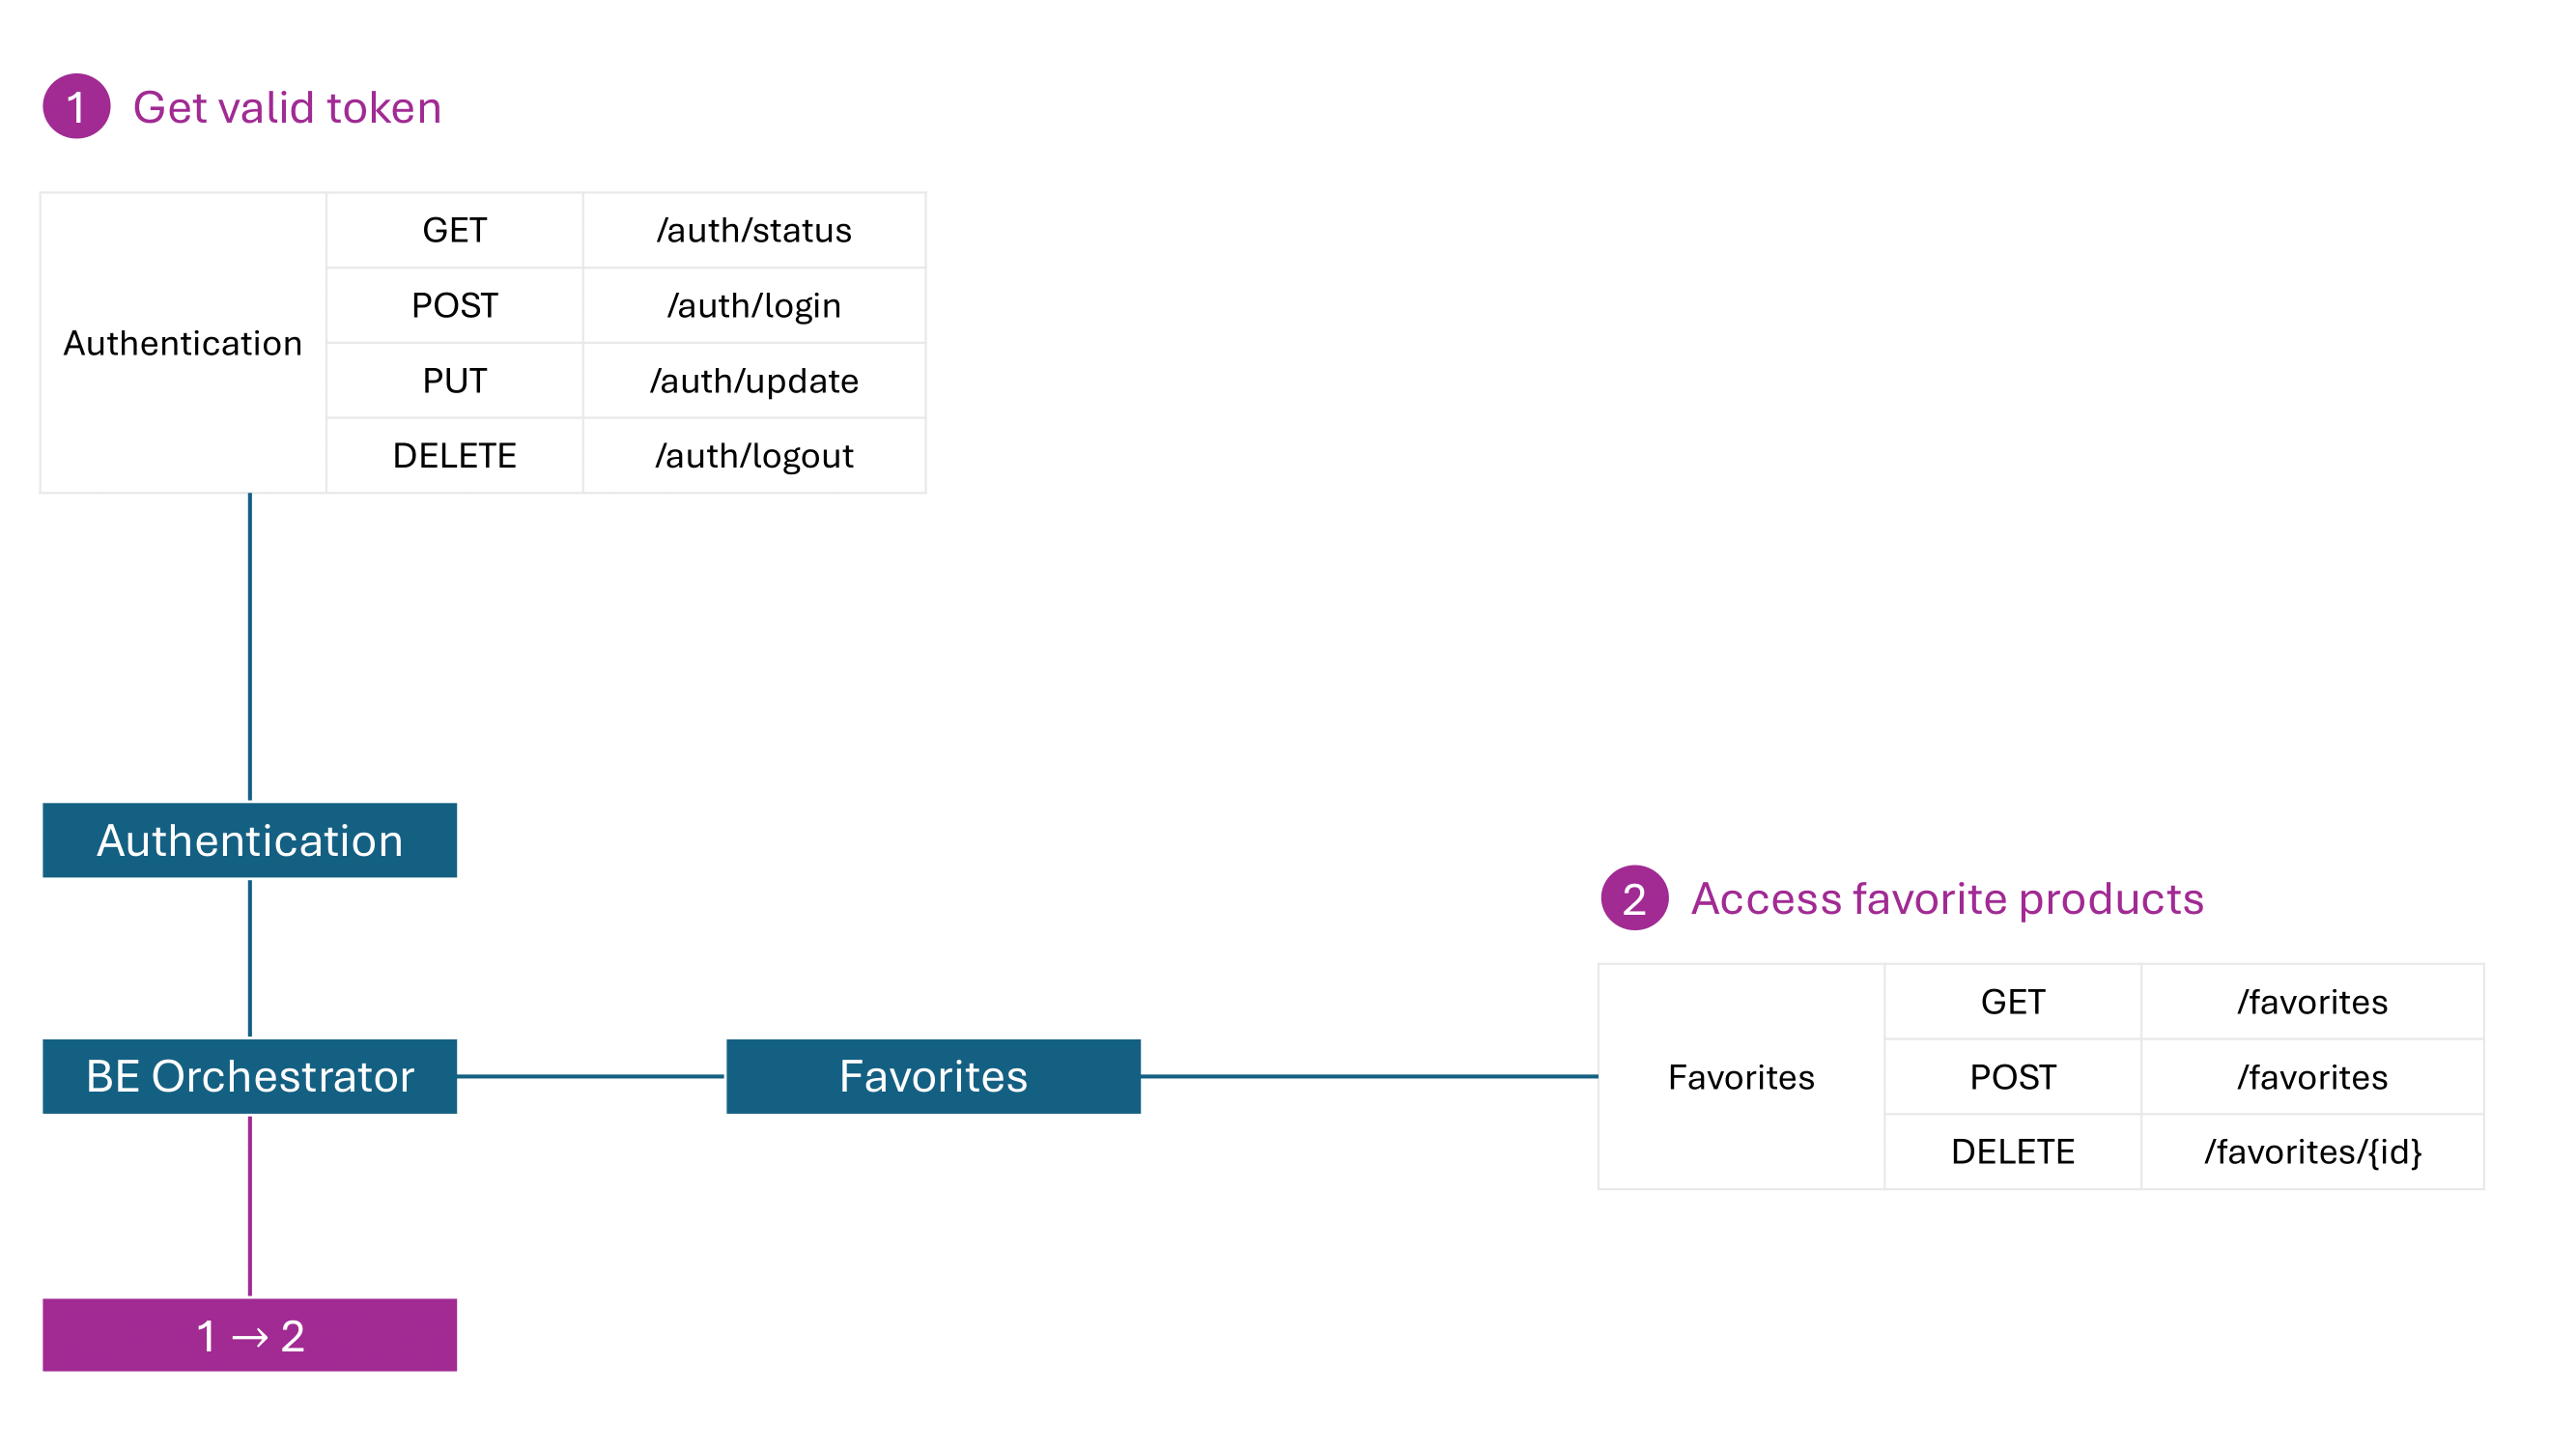 1 Get valid token
Authentication
GET /auth/status
POST /auth/login
PUT /auth/update
DELETE /auth/logout
Authentication
2 Access favorite products
BE Orchestrator
Favorites
Favorites
GET /favorites
POST /favorites
DELETE /favorites/{id}
1 → 2